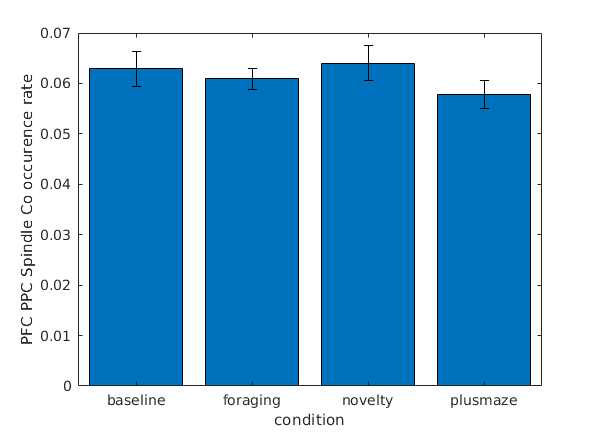 0.07
0.06
0.05
0.04
0.03
0.02
0.01
0
PFC PPC Spindle Co occurence rate
baseline
foraging
novelty
plusmaze
condition